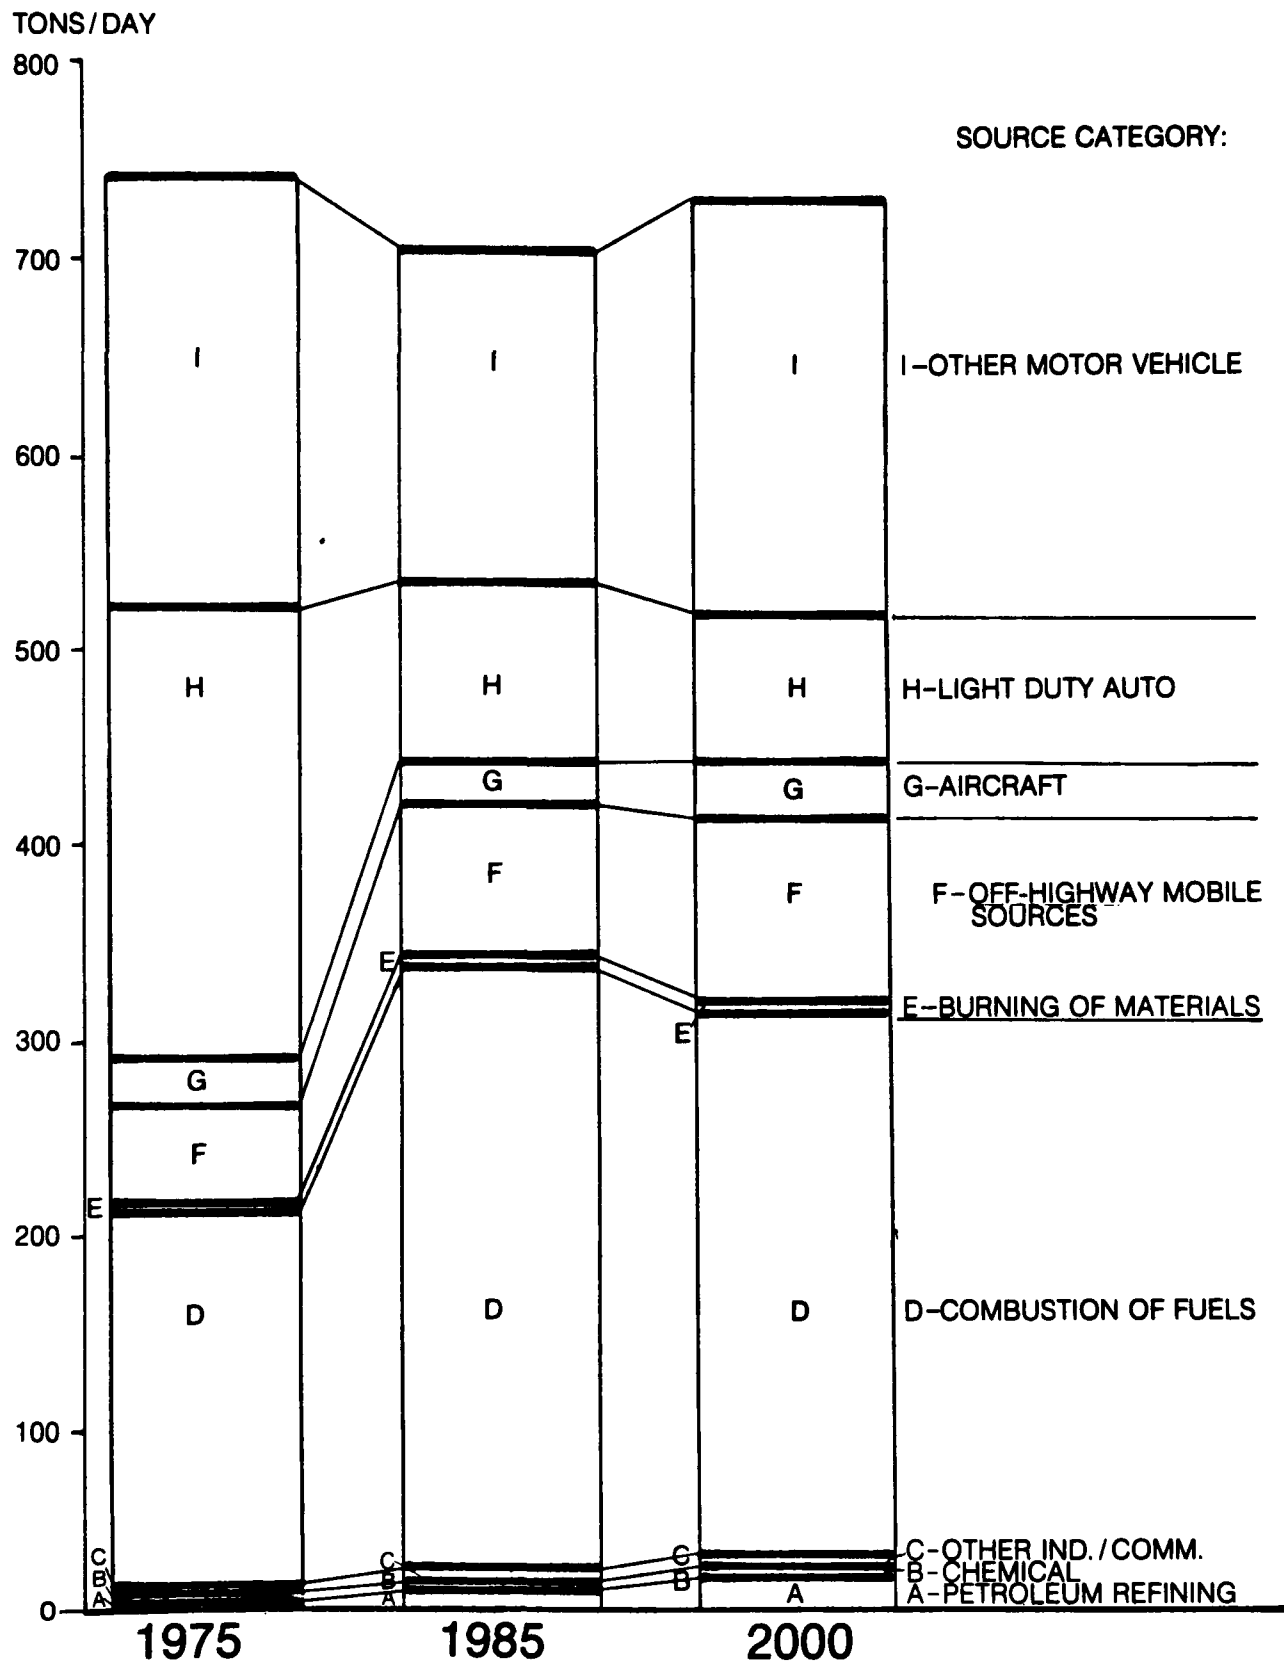 TONS/DAY
800
SOURCE CATEGORY:
700
I
I
I
I-OTHER MOTOR VEHICLE
600
500
H
H
H
H-LIGHT DUTY AUTO
G
G
G-AIRCRAFT
400
F
F
F-OFF-HIGHWAY MOBILE
SOURCES
E
E-BURNING OF MATERIALS
E
300
G
F
E
200
D
D
D
D-COMBUSTION OF FUELS
100
C
C
C
C-OTHER IND./COMM.
B
B
B
B-CHEMICAL
A
A
A
A-PETROLEUM REFINING
0
1975
1985
2000